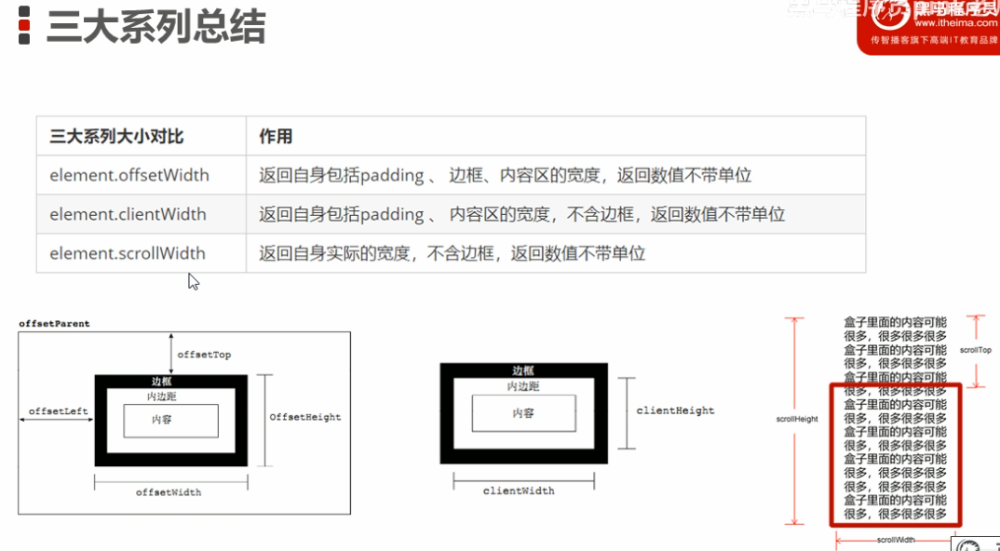 三大系列总结
黑马程序员
www.itheima.com
传智播客旗下高端IT教育品牌
三大系列大小对比 作用
element.offsetWidth 返回自身包括padding 、 边框、内容区的宽度，返回数值不带单位
element.clientWidth 返回自身包括padding 、 内容区的宽度，不含边框，返回数值不带单位
element.scrollWidth 返回自身实际的宽度，不含边框，返回数值不带单位
offsetParent
offsetTop
边框
内边距
offsetLeft
内容
OffsetHeight
offsetWidth
边框
内边距
内容
clientHeight
clientWidth
盒子里面的内容可能
很多，很多很多很多
盒子里面的内容可能
很多，很多很多很多
盒子里面的内容可能
很多，很多很多很多
盒子里面的内容可能
很多，很多很多很多
盒子里面的内容可能
很多，很多很多很多
盒子里面的内容可能
很多，很多很多很多
很多，很多很多很多
盒子里面的内容可能
很多，很多很多很多
scrollTop
scrollHeight
scrollWidth